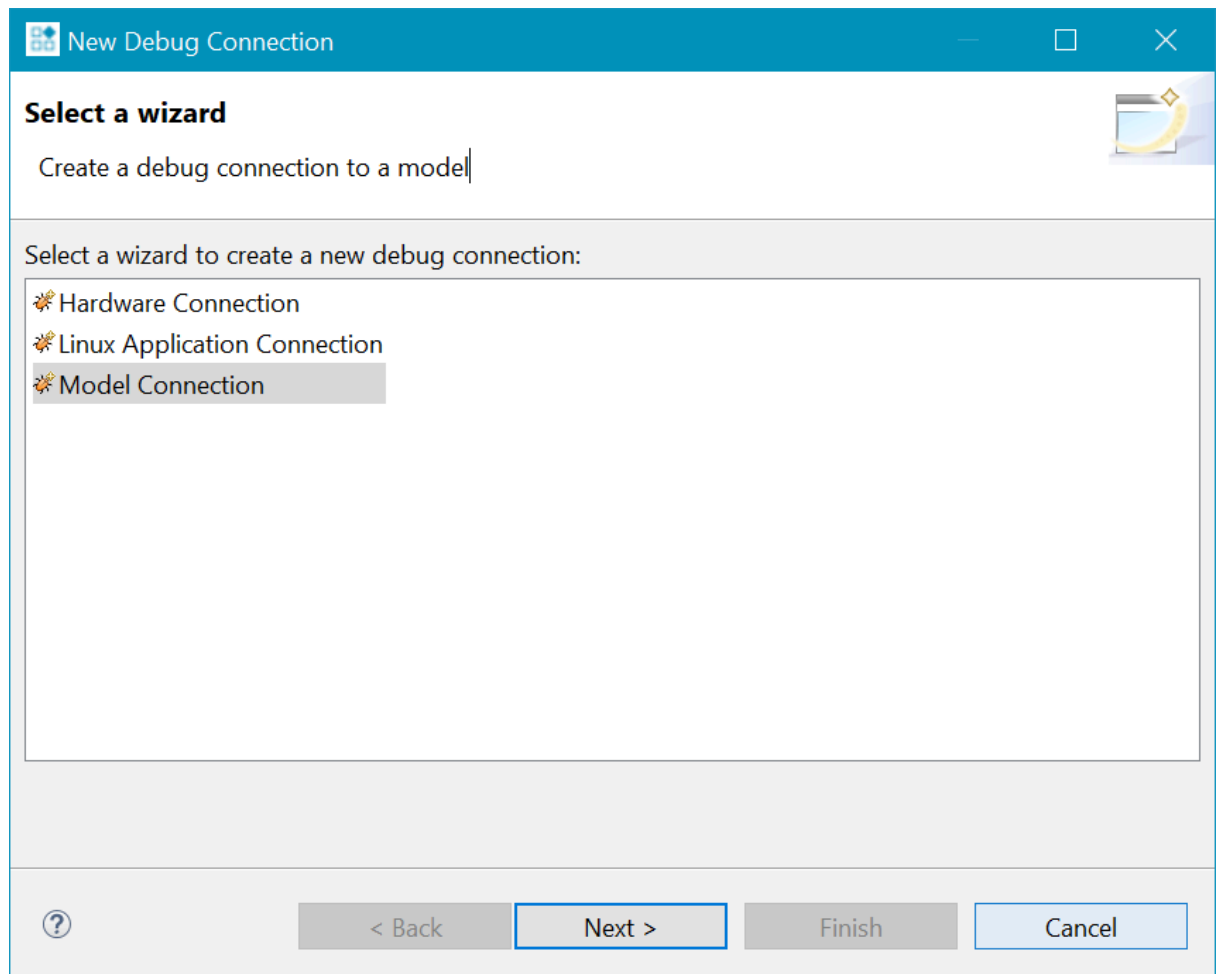 New Debug Connection
Select a wizard
Create a debug connection to a model
Select a wizard to create a new debug connection:
Hardware Connection
Linux Application Connection
Model Connection
?
< Back
Next >
Finish
Cancel